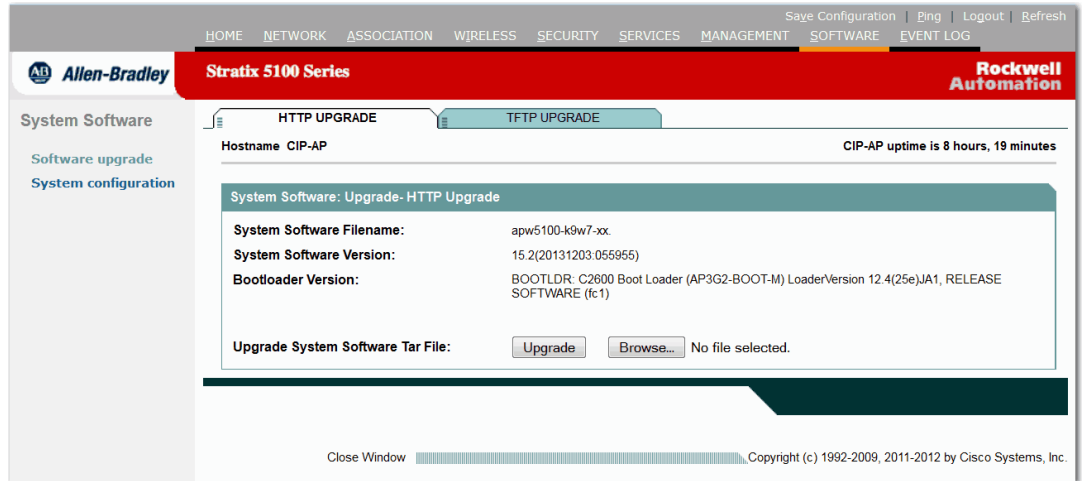 Save Configuration | Ping | Logout | Refresh
HOME NETWORK ASSOCIATION WIRELESS SECURITY SERVICES MANAGEMENT SOFTWARE EVENT LOG
AB Allen-Bradley
Stratix 5100 Series
Rockwell
Automation
System Software
Software upgrade
System configuration
HTTP UPGRADE
TFTP UPGRADE
Hostname CIP-AP
CIP-AP uptime is 8 hours, 19 minutes
System Software: Upgrade- HTTP Upgrade
System Software Filename: apw5100-k9w7-xx.
System Software Version: 15.2(20131203:055955)
Bootloader Version: BOOTLDR: C2600 Boot Loader (AP3G2-BOOT-M) LoaderVersion 12.4(25e)JA1, RELEASE
SOFTWARE (fc1)
Upgrade System Software Tar File: Upgrade Browse... No file selected.
Close Window
Copyright (c) 1992-2009, 2011-2012 by Cisco Systems, Inc.